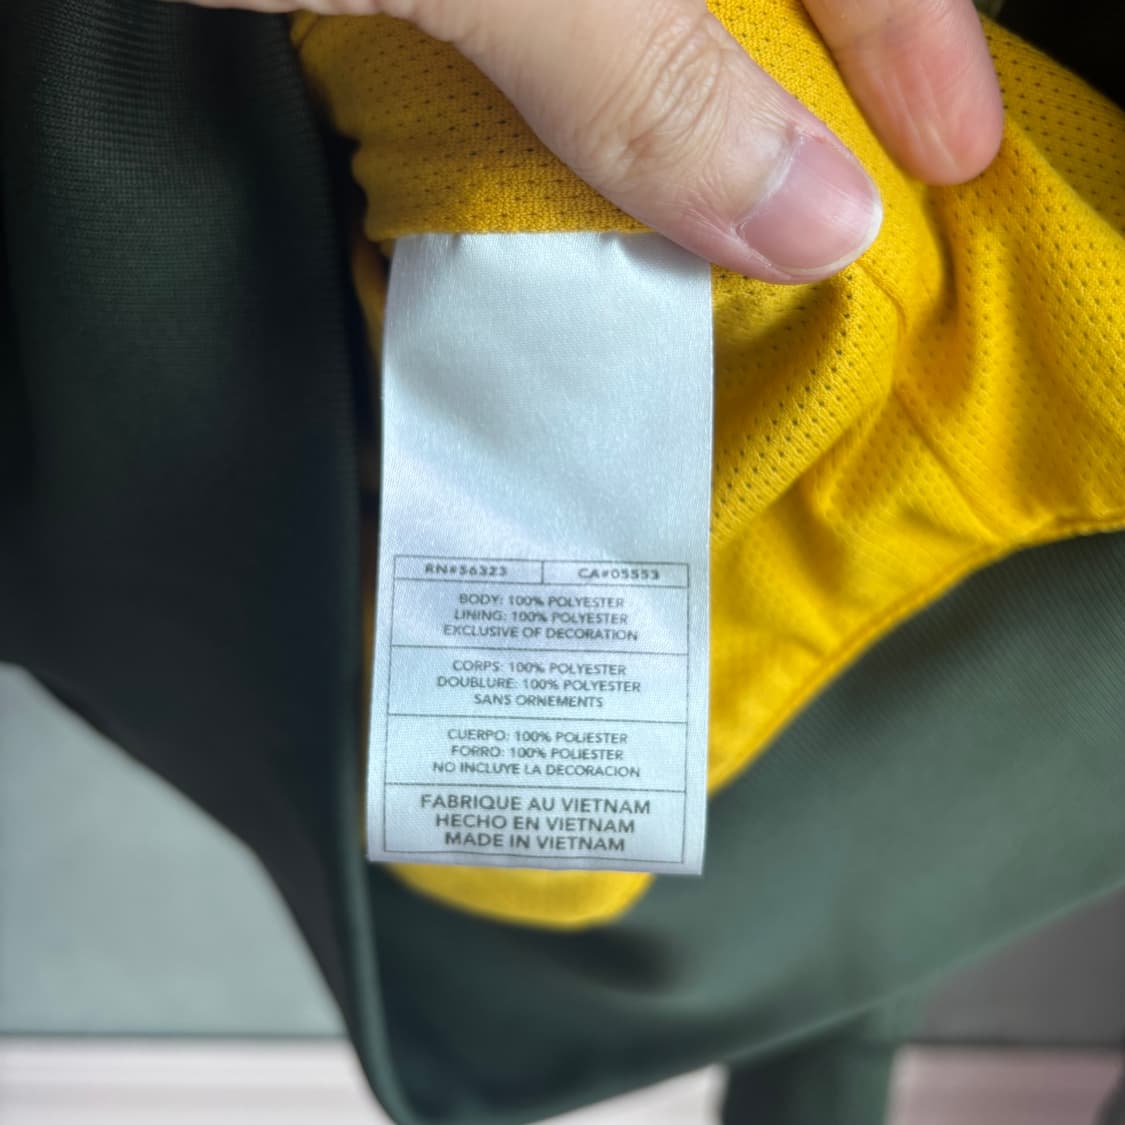 RN#56323 CA#05553
BODY: 100% POLYESTER
LINING: 100% POLYESTER
EXCLUSIVE OF DECORATION
CORPS: 100% POLYESTER
DOUBLURE: 100% POLYESTER
SANS ORNEMENTS
CUERPO: 100% POLIESTER
FORRO: 100% POLIESTER
NO INCLUYE LA DECORACION
FABRIQUE AU VIETNAM
HECHO EN VIETNAM
MADE IN VIETNAM